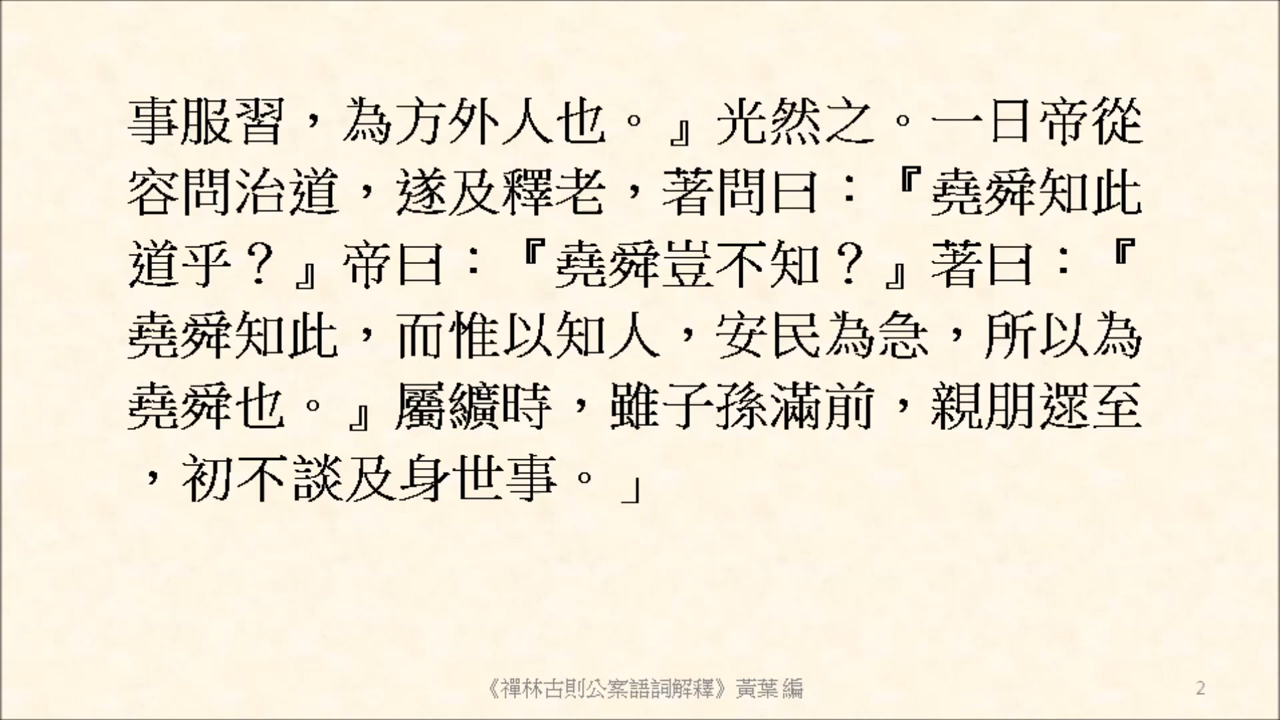 事服習，為方外人也。』光然之。一日帝從
容問治道，遂及釋老，著問曰：『堯舜知此
道乎？』帝曰：『堯舜豈不知？』著曰：『
堯舜知此，而惟以知人，安民為急，所以為
堯舜也。』屬纊時，雖子孫滿前，親朋遝至
，初不談及身世事。」
《禪林古則公案語詞解釋》黃葉 編
2